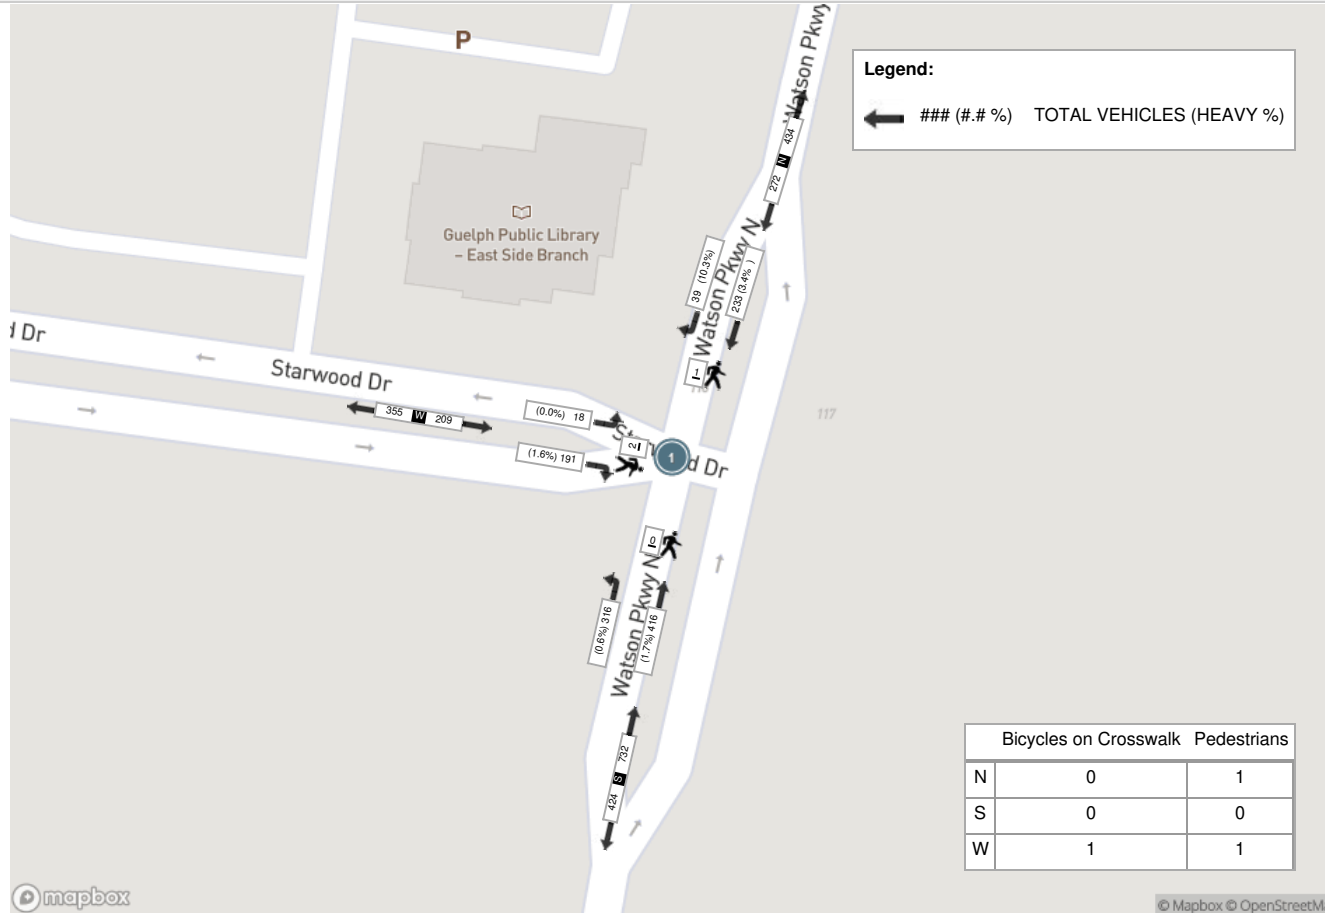 P
Watson Pkwy
Legend:
### (#.# %) TOTAL VEHICLES (HEAVY %)
434
N
272
Guelph Public Library
– East Side Branch
39 (10.3%)
233 (3.4% )
Watson Pkwy N
d Dr
Starwood Dr
355 W 209
(0.0%) 18
1
2
(1.6%) 191
1
d Dr
117
0
Watson Pkwy N
(0.6%) 316
(1.7%) 416
732
S
424
Bicycles on Crosswalk Pedestrians
N 0 1
S 0 0
W 1 1
mapbox
© Mapbox © OpenStreetM